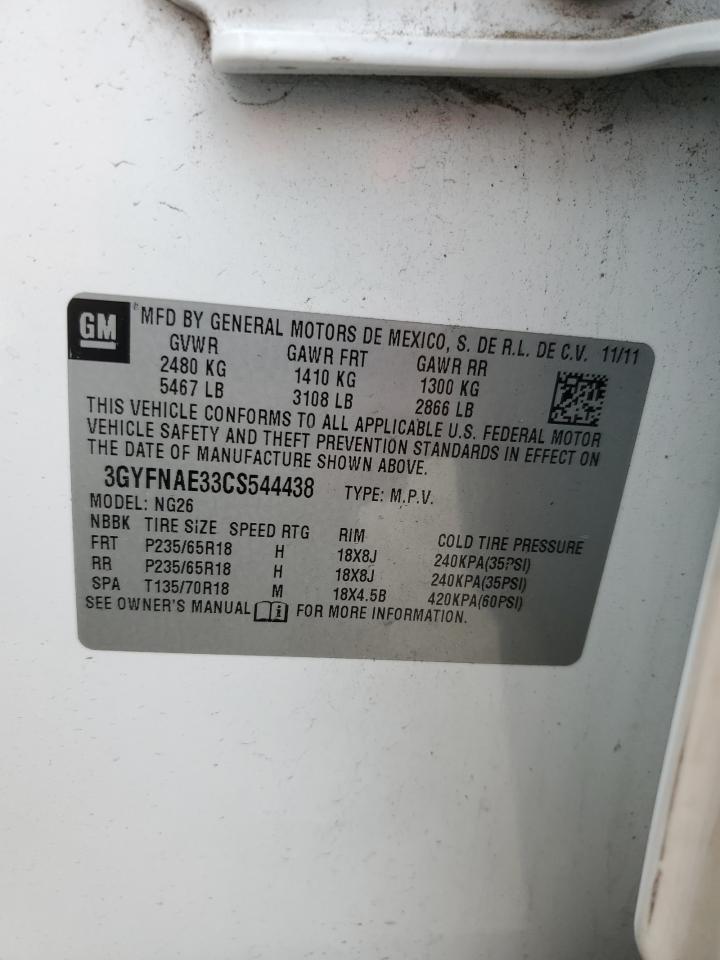 GM MFD BY GENERAL MOTORS DE MEXICO, S. DE R.L. DE C.V. 11/11
GVWR GAWR FRT GAWR RR
2480 KG 1410 KG 1300 KG
5467 LB 3108 LB 2866 LB
THIS VEHICLE CONFORMS TO ALL APPLICABLE U.S. FEDERAL MOTOR
VEHICLE SAFETY AND THEFT PREVENTION STANDARDS IN EFFECT ON
THE DATE OF MANUFACTURE SHOWN ABOVE.
3GYFNAE33CS544438 TYPE: M.P.V.
MODEL: NG26
NBBK TIRE SIZE SPEED RTG RIM COLD TIRE PRESSURE
FRT P235/65R18 H 18X8J 240KPA(35PSI)
RR P235/65R18 H 18X8J 240KPA(35PSI)
SPA T135/70R18 M 18X4.5B 420KPA(60PSI)
SEE OWNER'S MANUAL FOR MORE INFORMATION.